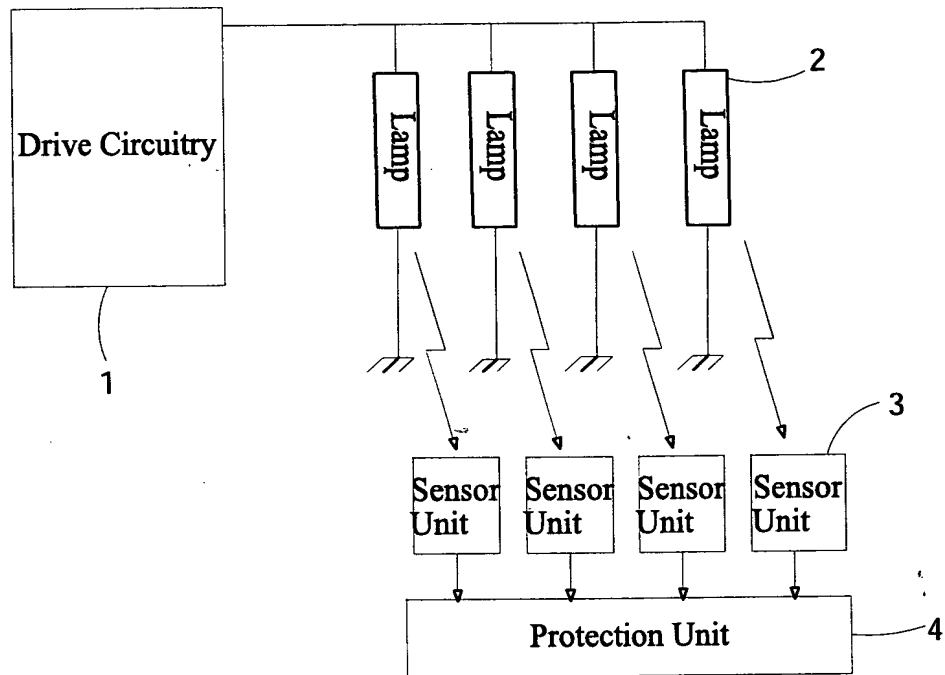 Drive Circuitry
Lamp
Lamp
Lamp
Lamp
2
1
3
Sensor
Unit
Sensor
Unit
Sensor
Unit
Sensor
Unit
Protection Unit
4